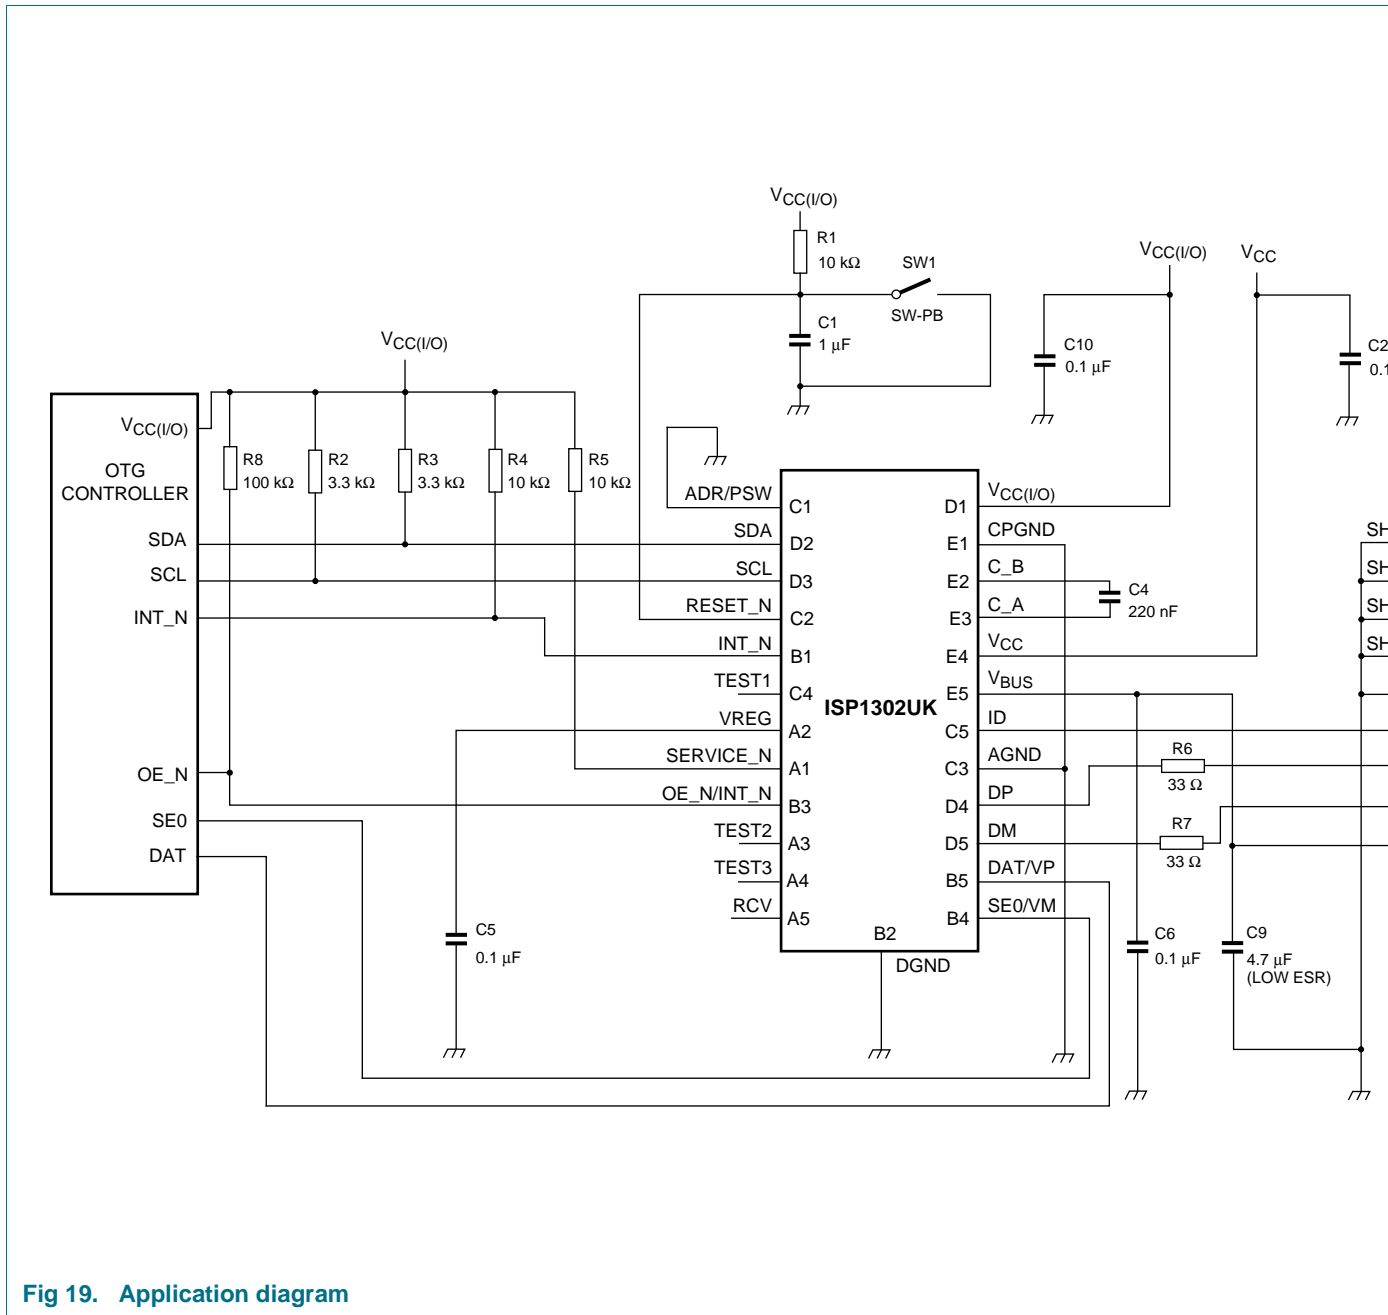 VCC(I/O)
R1
10 kΩ
SW1
SW-PB
C1
1 µF
VCC(I/O)
VCC
C10
0.1 µF
VCC(I/O)
VCC(I/O)
OTG
CONTROLLER
R8
100 kΩ
R2
3.3 kΩ
R3
3.3 kΩ
R4
10 kΩ
R5
10 kΩ
SDA
SCL
INT_N
OE_N
SE0
DAT
ADR/PSW
C1
SDA
D2
SCL
D3
RESET_N
C2
INT_N
B1
TEST1
C4
VREG
A2
SERVICE_N
A1
OE_N/INT_N
B3
TEST2
A3
TEST3
A4
RCV
A5
ISP1302UK
B2
DGND
D1
VCC(I/O)
E1
CPGND
E2
C_B
E3
C_A
E4
VCC
E5
VBUS
C5
ID
C3
AGND
D4
DP
D5
DM
B5
DAT/VP
B4
SE0/VM
C4
220 nF
R6
33 Ω
R7
33 Ω
C5
0.1 µF
C6
0.1 µF
C9
4.7 µF
(LOW ESR)
Fig 19. Application diagram